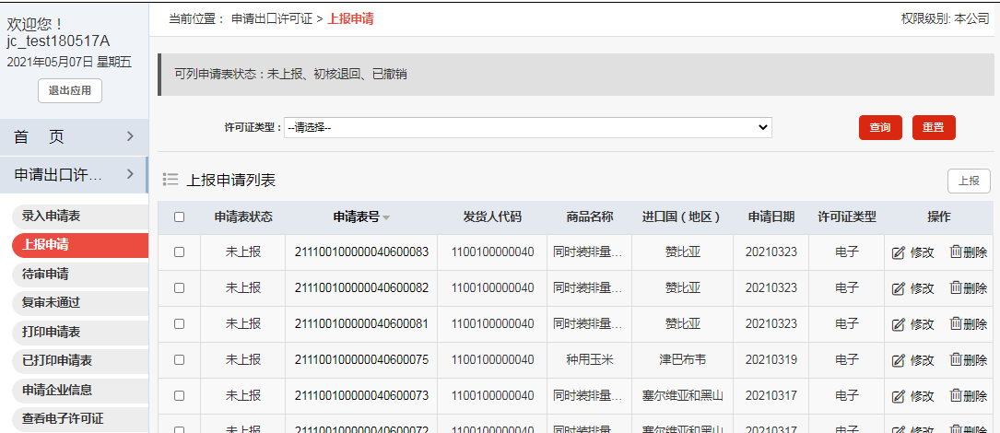 欢迎您！
jc_test180517A
2021年05月07日 星期五
退出应用
首 页
申请出口许...
录入申请表
上报申请
待审申请
复审未通过
打印申请表
已打印申请表
申请企业信息
查看电子许可证
当前位置： 申请出口许可证 > 上报申请
权限级别: 本公司
可列申请表状态：未上报、初核退回、已撤销
许可证类型： --请选择-- 查询 重置
上报申请列表 上报
申请表状态 申请表号 发货人代码 商品名称 进口国（地区） 申请日期 许可证类型 操作
未上报 211100100000040600083 1100100000040 同时装排量... 赞比亚 20210323 电子 修改 删除
未上报 211100100000040600082 1100100000040 同时装排量... 赞比亚 20210323 电子 修改 删除
未上报 211100100000040600081 1100100000040 同时装排量... 赞比亚 20210323 电子 修改 删除
未上报 211100100000040600075 1100100000040 种用玉米 津巴布韦 20210319 电子 修改 删除
未上报 211100100000040600073 1100100000040 同时装排量... 塞尔维亚和黑山 20210317 电子 修改 删除
未上报 211100100000040600072 1100100000040 同时装排量... 塞尔维亚和黑山 20210317 电子 修改 删除